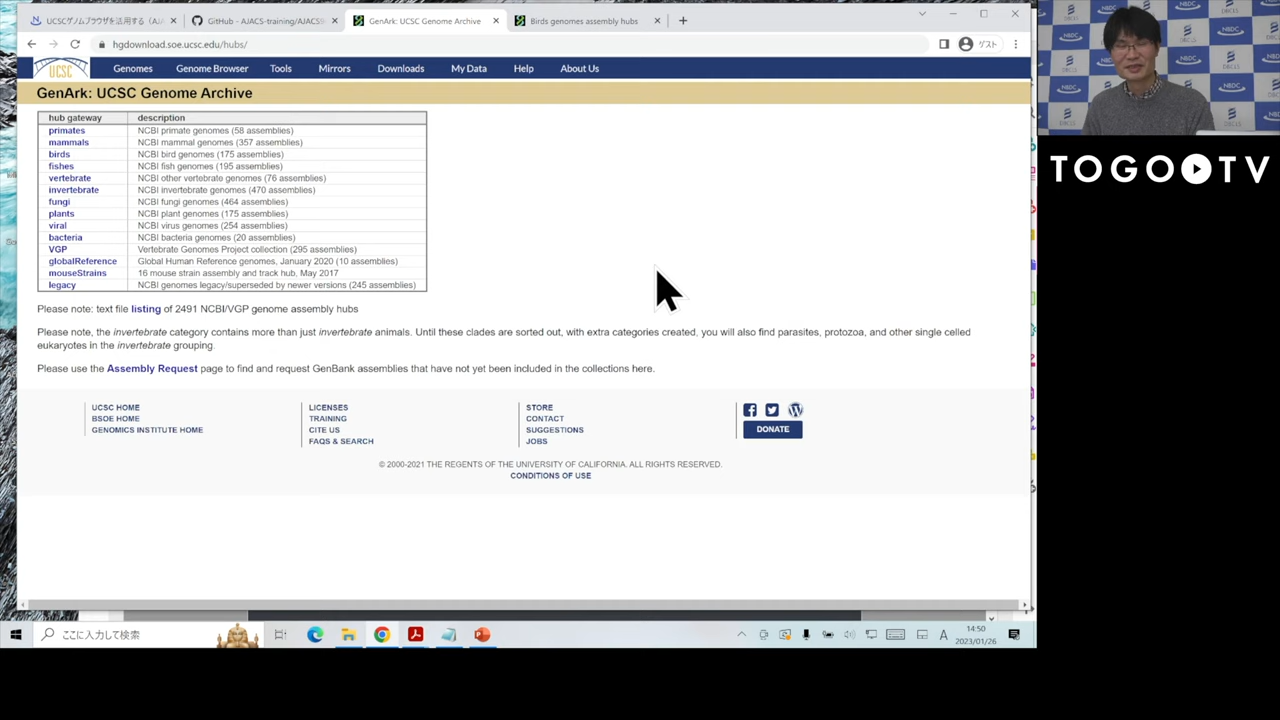 UCSCゲノムブラウザを活用する（AJ
GitHub - AJACS-training/AJACS9
GenArk: UCSC Genome Archive
Birds genomes assembly hubs
hgdownload.soe.ucsc.edu/hubs/
ゲスト
UCSC
Genomes
Genome Browser
Tools
Mirrors
Downloads
My Data
Help
About Us
GenArk: UCSC Genome Archive
hub gateway description
primates NCBI primate genomes (58 assemblies)
mammals NCBI mammal genomes (357 assemblies)
birds NCBI bird genomes (175 assemblies)
fishes NCBI fish genomes (195 assemblies)
vertebrate NCBI other vertebrate genomes (76 assemblies)
invertebrate NCBI invertebrate genomes (470 assemblies)
fungi NCBI fungi genomes (464 assemblies)
plants NCBI plant genomes (175 assemblies)
viral NCBI virus genomes (254 assemblies)
bacteria NCBI bacteria genomes (20 assemblies)
VGP Vertebrate Genomes Project collection (295 assemblies)
globalReference Global Human Reference genomes, January 2020 (10 assemblies)
mouseStrains 16 mouse strain assembly and track hub, May 2017
legacy NCBI genomes legacy/superseded by newer versions (245 assemblies)
Please note: text file listing of 2491 NCBI/VGP genome assembly hubs
Please note, the invertebrate category contains more than just invertebrate animals. Until these clades are sorted out, with extra categories created, you will also find parasites, protozoa, and other single celled
eukaryotes in the invertebrate grouping.
Please use the Assembly Request page to find and request GenBank assemblies that have not yet been included in the collections here.
UCSC HOME
BSOE HOME
GENOMICS INSTITUTE HOME
LICENSES
TRAINING
CITE US
FAQS & SEARCH
STORE
CONTACT
SUGGESTIONS
JOBS
DONATE
© 2000-2021 THE REGENTS OF THE UNIVERSITY OF CALIFORNIA. ALL RIGHTS RESERVED.
CONDITIONS OF USE
ここに入力して検索
A
14:50
2023/01/26
NBDC
DBCLS
TOGO TV